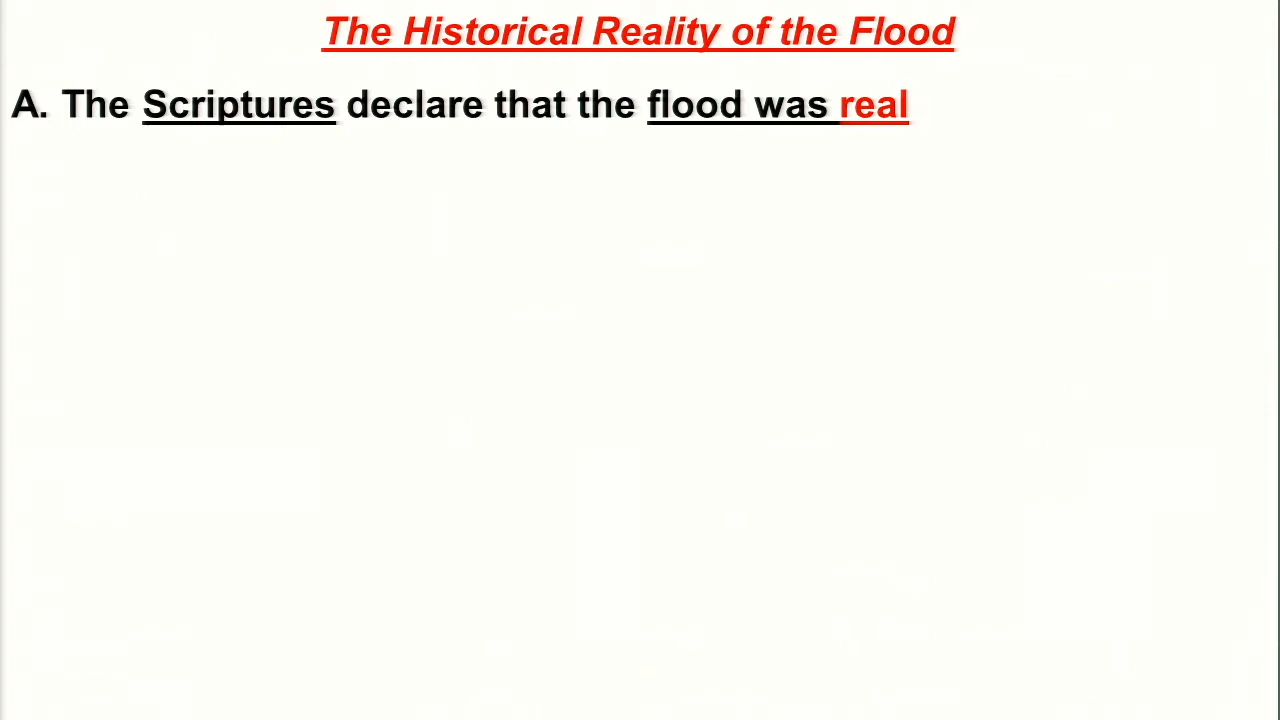 The Historical Reality of the Flood
A. The Scriptures declare that the flood was real